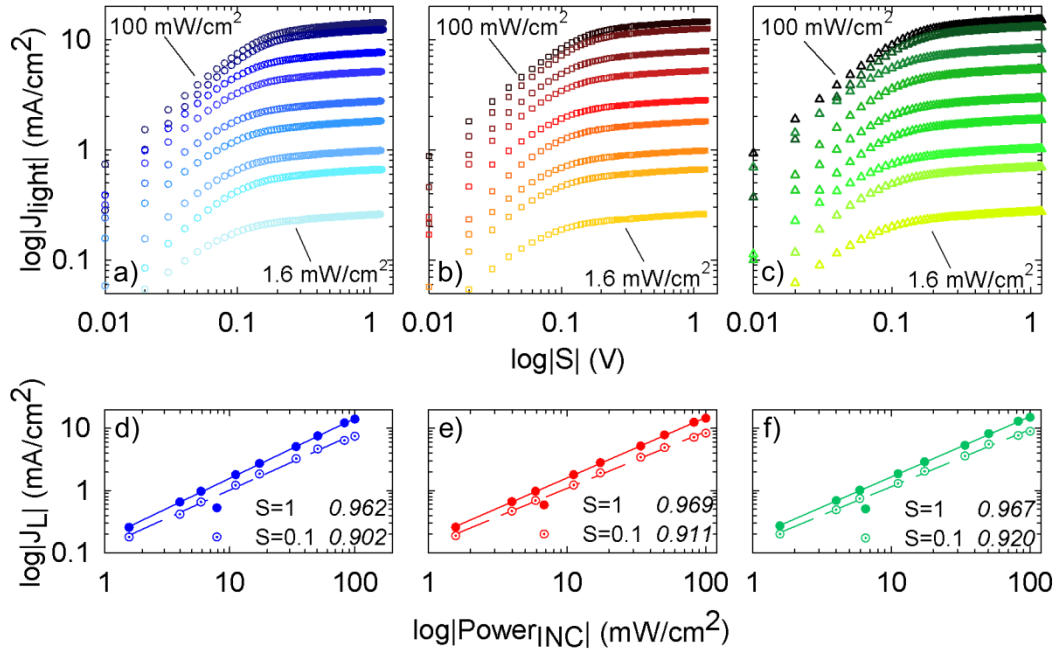 log|J_light| (mA/cm²)
10
1
0.1
100 mW/cm²
a)
1.6 mW/cm²
0.01
0.1
1
100 mW/cm²
b)
1.6 mW/cm²
0.01
0.1
1
100 mW/cm²
c)
1.6 mW/cm²
0.01
0.1
1
log|S| (V)
log|J_L| (mA/cm²)
10
1
0.1
d)
S=1 0.962
S=0.1 0.902
1
10
100
e)
S=1 0.969
S=0.1 0.911
1
10
100
f)
S=1 0.967
S=0.1 0.920
1
10
100
log|Power_INC| (mW/cm²)